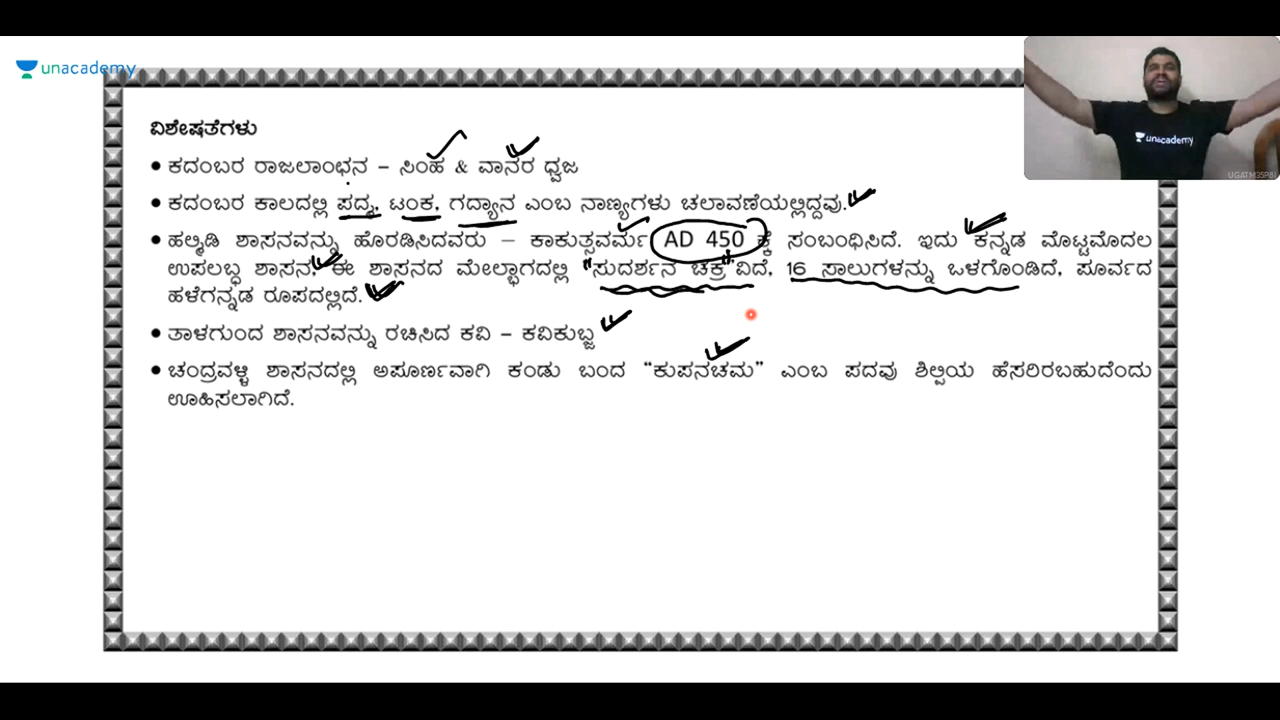 unacademy
unacademy
UGATM35P8I
ವಿಶೇಷತೆಗಳು
• ಕದಂಬರ ರಾಜಲಾಂಛನ – ಸಿಂಹ & ವಾನರ ಧ್ವಜ
• ಕದಂಬರ ಕಾಲದಲ್ಲಿ ಪದ್ಮ, ಟಂಕ, ಗದ್ಯಾನ ಎಂಬ ನಾಣ್ಯಗಳು ಚಲಾವಣೆಯಲ್ಲಿದ್ದವು.
• ಹಲ್ಮಿಡಿ ಶಾಸನವನ್ನು ಹೊರಡಿಸಿದವರು – ಕಾಕುತ್ಸವರ್ಮ AD 450 ಕ್ಕೆ ಸಂಬಂಧಿಸಿದೆ. ಇದು ಕನ್ನಡ ಮೊಟ್ಟಮೊದಲ
ಉಪಲಬ್ಧ ಶಾಸನ, ಈ ಶಾಸನದ ಮೇಲ್ಭಾಗದಲ್ಲಿ "ಸುದರ್ಶನ ಚಕ್ರ"ವಿದೆ, 16 ಸಾಲುಗಳನ್ನು ಒಳಗೊಂಡಿದೆ, ಪೂರ್ವದ
ಹಳೆಗನ್ನಡ ರೂಪದಲ್ಲಿದೆ.
• ತಾಳಗುಂದ ಶಾಸನವನ್ನು ರಚಿಸಿದ ಕವಿ – ಕವಿಕುಬ್ಜ
• ಚಂದ್ರವಳ್ಳಿ ಶಾಸನದಲ್ಲಿ ಅಪೂರ್ಣವಾಗಿ ಕಂಡು ಬಂದ “ಕುಪನಚಮ” ಎಂಬ ಪದವು ಶಿಲ್ಪಿಯ ಹೆಸರಿರಬಹುದೆಂದು
ಊಹಿಸಲಾಗಿದೆ.